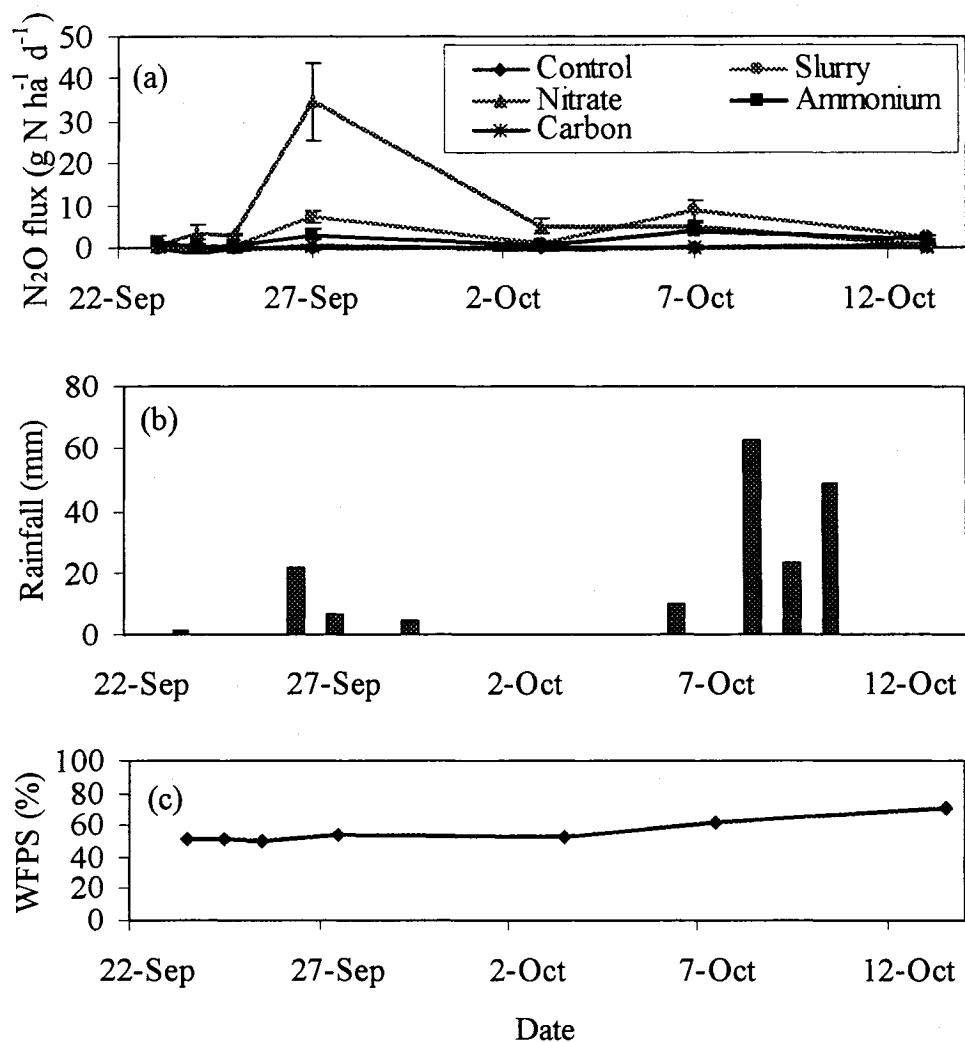 N₂O flux (g N ha⁻¹ d⁻¹)
50
40
30
20
10
0
(a)
Control
Slurry
Nitrate
Ammonium
Carbon
22-Sep 27-Sep 2-Oct 7-Oct 12-Oct
Rainfall (mm)
80
60
40
20
0
(b)
22-Sep 27-Sep 2-Oct 7-Oct 12-Oct
WFPS (%)
100
80
60
40
20
0
(c)
22-Sep 27-Sep 2-Oct 7-Oct 12-Oct
Date